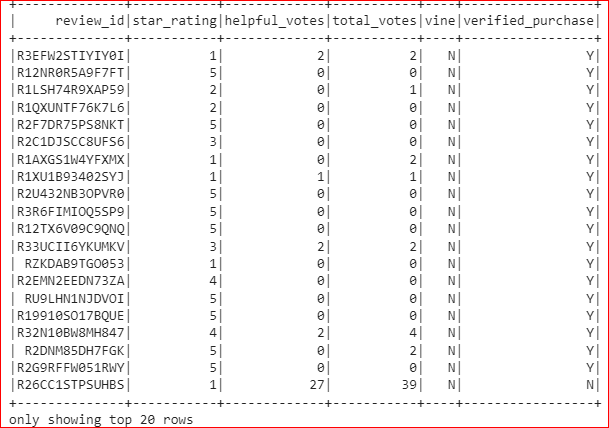 +--------------+-----------+-------------+-----------+----+-----------------+
|     review_id|star_rating|helpful_votes|total_votes|vine|verified_purchase|
+--------------+-----------+-------------+-----------+----+-----------------+
|R3EFW2STIYIY0I|          1|            2|          2|   N|                Y|
|R12NR0R5A9F7FT|          5|            0|          0|   N|                Y|
|R1LSH74R9XAP59|          2|            0|          1|   N|                Y|
|R1QXUNTF76K7L6|          2|            0|          0|   N|                Y|
|R2F7DR75PS8NKT|          5|            0|          0|   N|                Y|
|R2C1DJSCC8UFS6|          3|            0|          0|   N|                Y|
|R1AXGS1W4YFXMX|          1|            0|          2|   N|                Y|
|R1XU1B93402SYJ|          1|            1|          1|   N|                Y|
|R2U432NB3OPVR0|          5|            0|          0|   N|                Y|
|R3R6FIMIOQ5SP9|          5|            0|          0|   N|                Y|
|R12TX6V09C9QNQ|          5|            0|          0|   N|                Y|
|R33UCII6YKUMKV|          3|            2|          2|   N|                Y|
| RZKDAB9TGO053|          1|            0|          0|   N|                Y|
|R2EMN2EEDN73ZA|          4|            0|          0|   N|                Y|
| RU9LHN1NJDVOI|          5|            0|          0|   N|                Y|
|R19910SO17BQUE|          5|            0|          0|   N|                Y|
|R32N10BW8MH847|          4|            2|          4|   N|                Y|
| R2DNM85DH7FGK|          5|            0|          2|   N|                Y|
|R2G9RFFW051RWY|          5|            0|          0|   N|                Y|
|R26CC1STPSUHBS|          1|           27|         39|   N|                N|
+--------------+-----------+-------------+-----------+----+-----------------+
only showing top 20 rows